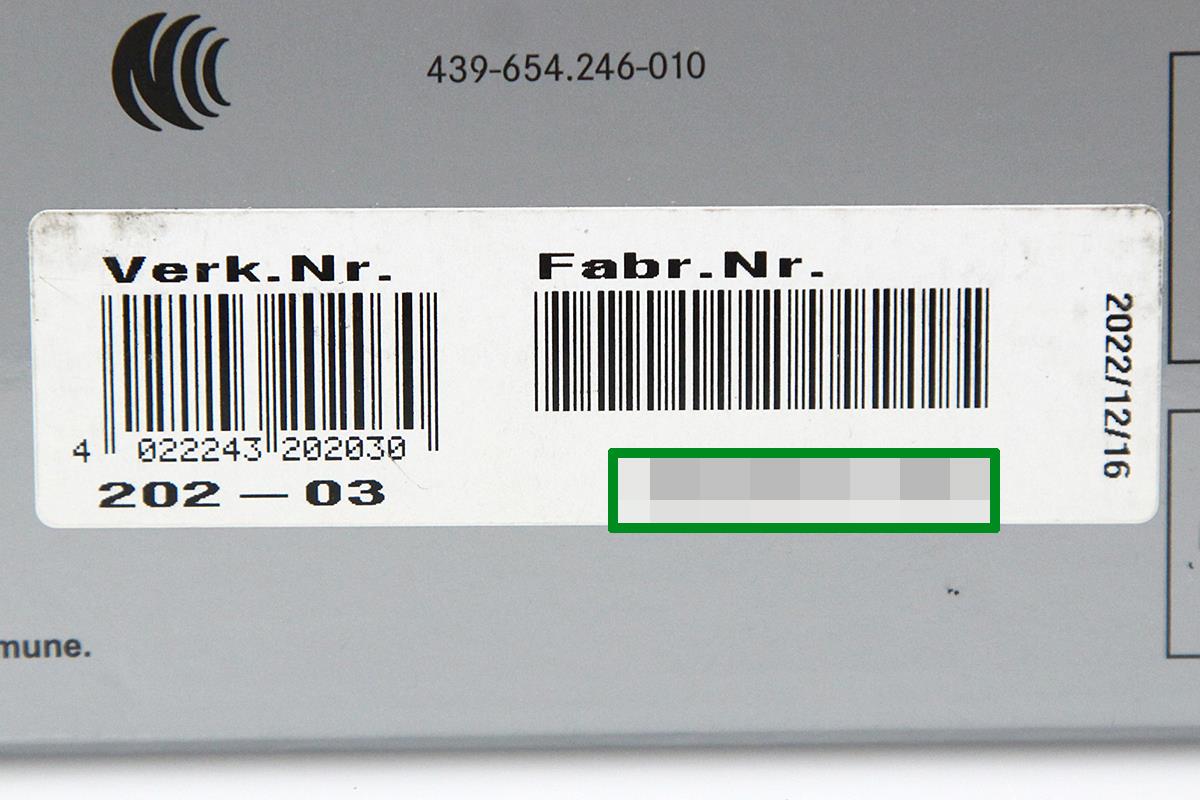 439-654.246-010
Verk.Nr.
Fabr.Nr.
4 022243 202030
202-03
2022/12/16
mune.